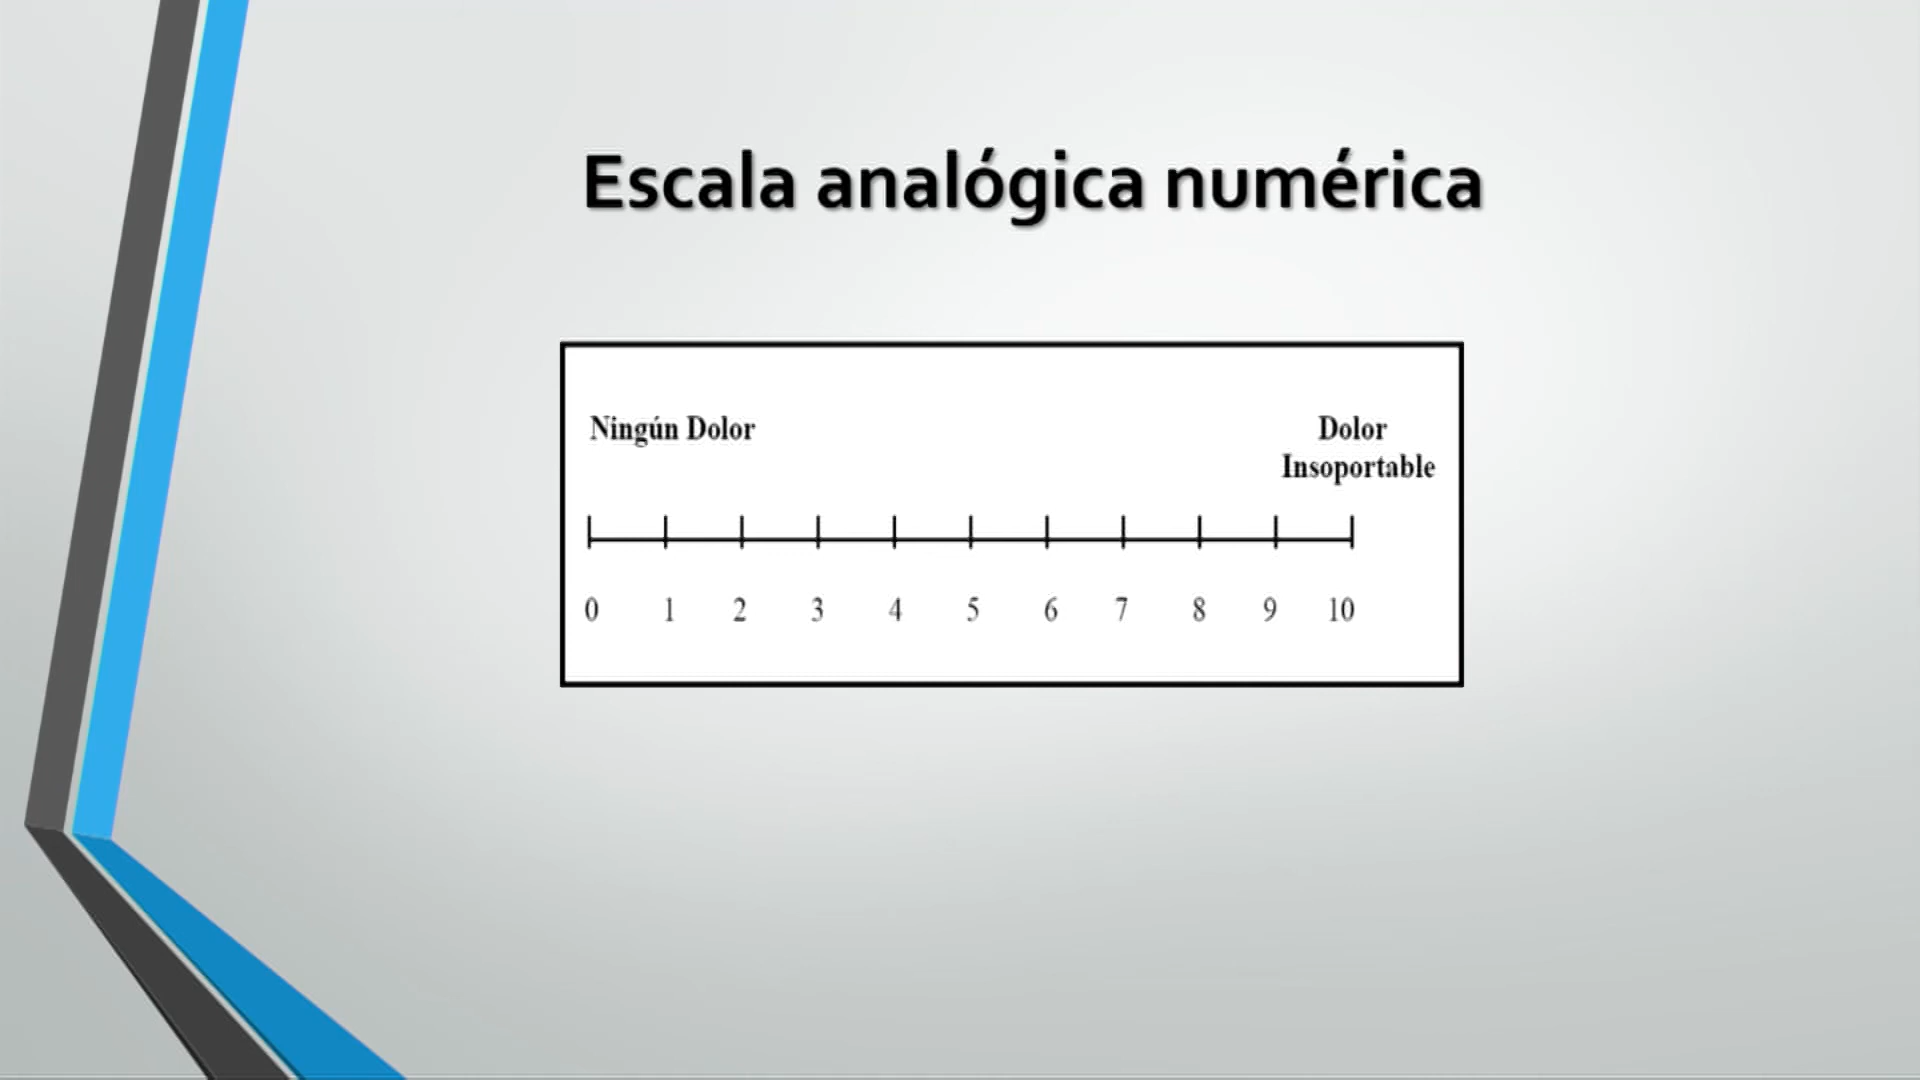 Escala analógica numérica
Ningún Dolor
Dolor
Insoportable
0 1 2 3 4 5 6 7 8 9 10